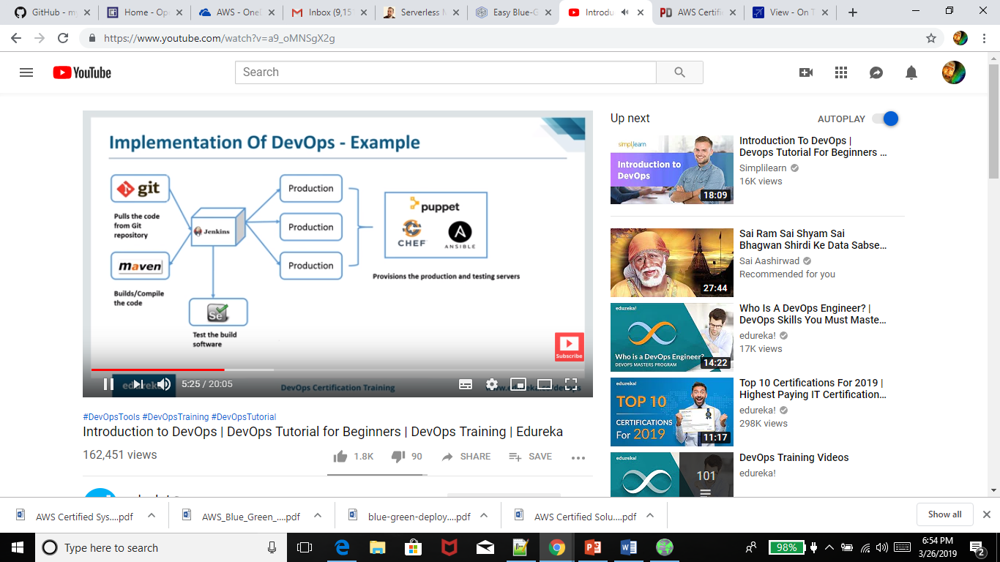 GitHub - my
Home - Op
AWS - One
Inbox (9,15
Serverless M
Easy Blue-G
Introdu
AWS Certifi
View - On T
https://www.youtube.com/watch?v=a9_oMNSgX2g
YouTube
Search
Implementation Of DevOps - Example
git
Pulls the code
from Git
repository
Jenkins
maven
Builds/Compile
the code
Se
Test the build
software
Production
Production
Production
puppet
CHEF
ANSIBLE
Provisions the production and testing servers
Subscribe
5:25 / 20:05
DevOps Certification Training
#DevOpsTools #DevOpsTraining #DevOpsTutorial
Introduction to DevOps | DevOps Tutorial for Beginners | DevOps Training | Edureka
162,451 views
1.8K
90
SHARE
SAVE
Up next
AUTOPLAY
simplilearn
Introduction to
DevOps
18:09
Introduction To DevOps |
Devops Tutorial For Beginners ...
Simplilearn
16K views
27:44
Sai Ram Sai Shyam Sai
Bhagwan Shirdi Ke Data Sabse...
Sai Aashirwad
Recommended for you
edureka!
Who is a DevOps Engineer?
DEVOPS MASTERS PROGRAM
14:22
Who Is A DevOps Engineer? |
DevOps Skills You Must Maste...
edureka!
17K views
edureka!
TOP 10
CERTIFICATIONS
For 2019
11:17
Top 10 Certifications For 2019 |
Highest Paying IT Certification...
edureka!
298K views
edureka!
101
DevOps Training Videos
edureka!
AWS Certified Sys....pdf
AWS_Blue_Green_....pdf
blue-green-deploy....pdf
AWS Certified Solu....pdf
Show all
Type here to search
98%
6:54 PM
3/26/2019
2